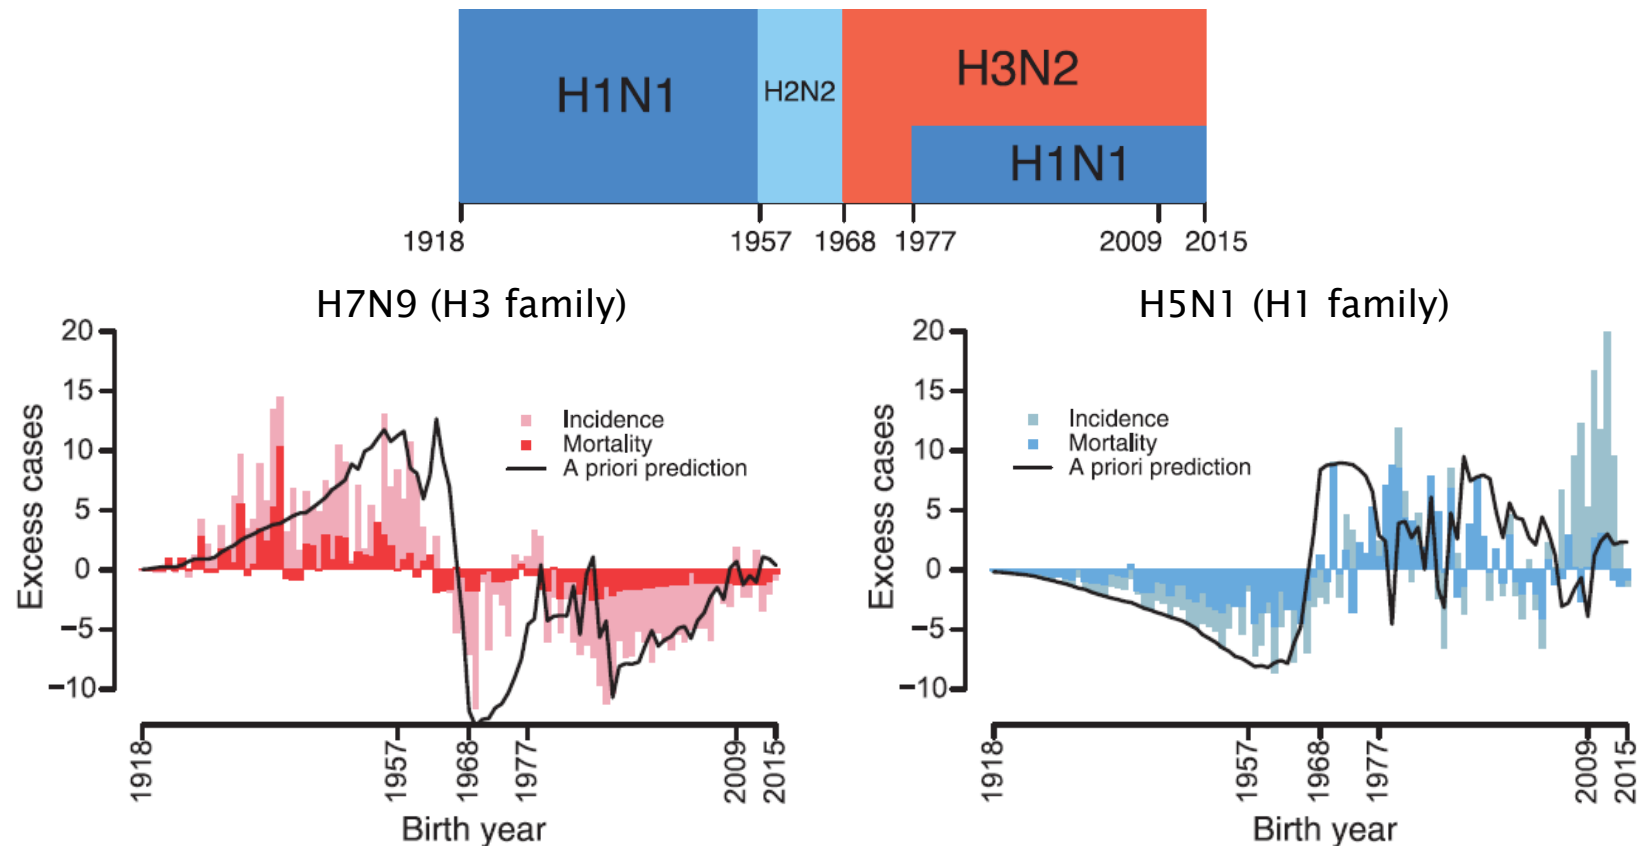 H1N1
H2N2
H3N2
H1N1
1918
1957
1968
1977
2009
2015
H7N9 (H3 family)
20
15
10
5
0
−5
−10
Excess cases
Incidence
Mortality
A priori prediction
1918
1957
1968
1977
2009
2015
Birth year
H5N1 (H1 family)
20
15
10
5
0
−5
−10
Excess cases
Incidence
Mortality
A priori prediction
1918
1957
1968
1977
2009
2015
Birth year